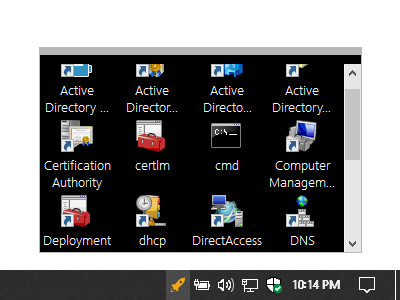 Active Active Active Active
Directory ... Director... Directo... Directory...
C:\._
Certification certlm cmd Computer
Authority Managem...
Deployment dhcp DirectAccess DNS
10:14 PM